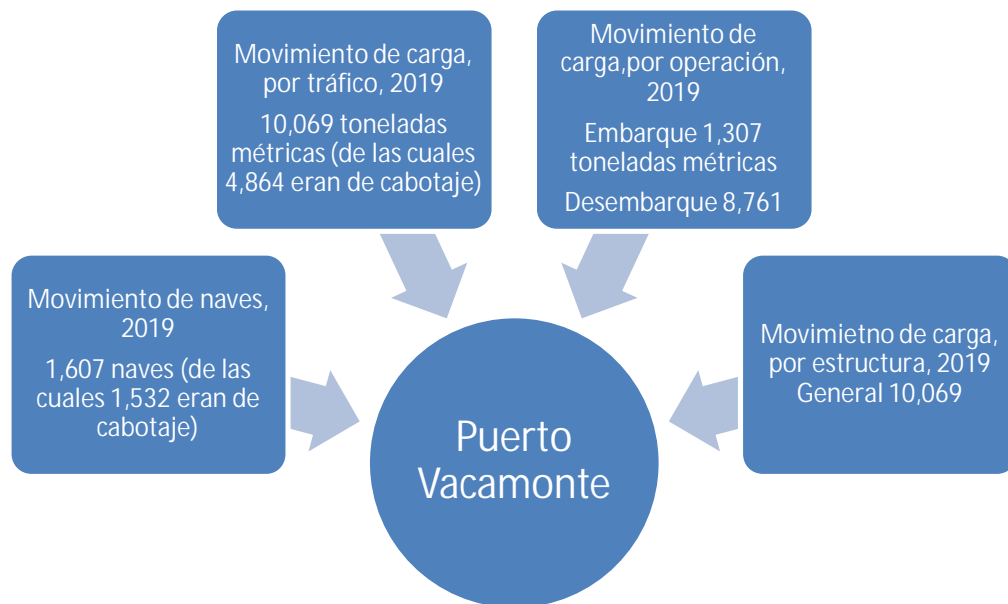 Movimiento de carga,
por tráfico, 2019
10,069 toneladas
métricas (de las cuales
4,864 eran de cabotaje)
Movimiento de
carga,por operación,
2019
Embarque 1,307
toneladas métricas
Desembarque 8,761
Movimiento de naves,
2019
1,607 naves (de las
cuales 1,532 eran de
cabotaje)
Movimietno de carga,
por estructura, 2019
General 10,069
Puerto
Vacamonte